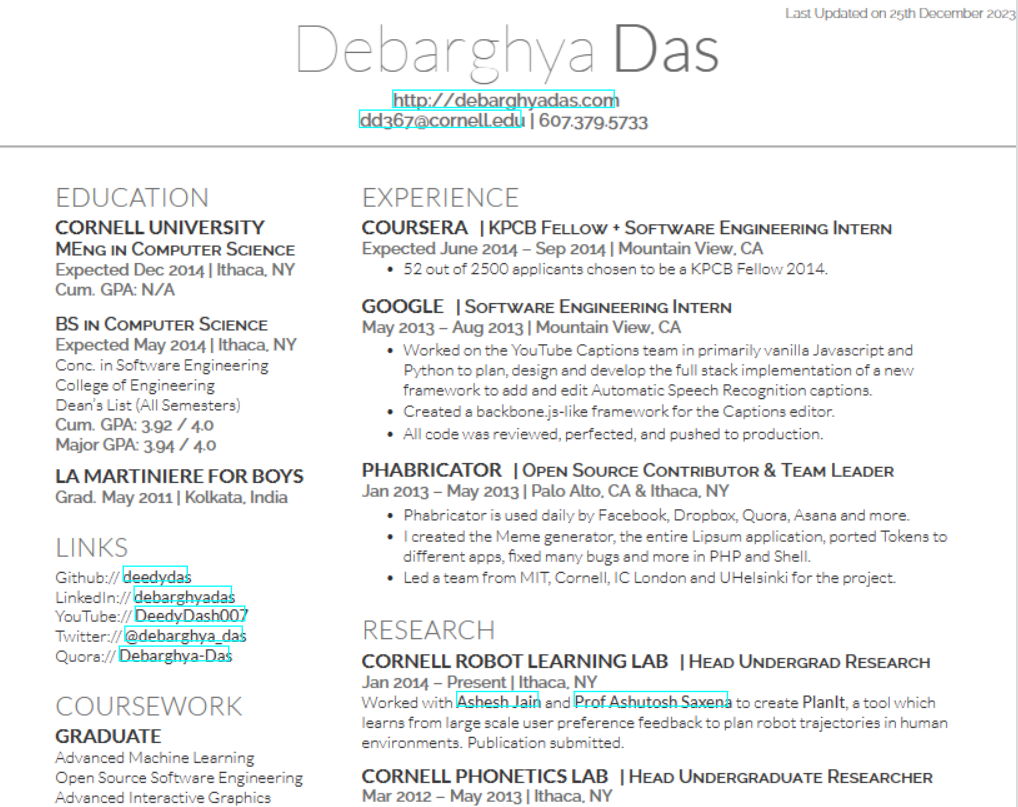 Last Updated on 25th December 2023
Debarghya Das
http://debarghyadas.com
dd367@cornell.edu | 607.379.5733
EDUCATION
CORNELL UNIVERSITY
MEng in Computer Science
Expected Dec 2014 | Ithaca, NY
Cum. GPA: N/A
BS in Computer Science
Expected May 2014 | Ithaca, NY
Conc. in Software Engineering
College of Engineering
Dean's List (All Semesters)
Cum. GPA: 3.92 / 4.0
Major GPA: 3.94 / 4.0
LA MARTINIERE FOR BOYS
Grad. May 2011 | Kolkata, India
LINKS
Github:// deedydas
LinkedIn:// debarghyadas
YouTube:// DeedyDash007
Twitter:// @debarghya_das
Quora:// Debarghya-Das
COURSEWORK
GRADUATE
Advanced Machine Learning
Open Source Software Engineering
Advanced Interactive Graphics
EXPERIENCE
COURSERA | KPCB Fellow + Software Engineering Intern
Expected June 2014 – Sep 2014 | Mountain View, CA
• 52 out of 2500 applicants chosen to be a KPCB Fellow 2014.
GOOGLE | Software Engineering Intern
May 2013 – Aug 2013 | Mountain View, CA
• Worked on the YouTube Captions team in primarily vanilla Javascript and
Python to plan, design and develop the full stack implementation of a new
framework to add and edit Automatic Speech Recognition captions.
• Created a backbone.js-like framework for the Captions editor.
• All code was reviewed, perfected, and pushed to production.
PHABRICATOR | Open Source Contributor & Team Leader
Jan 2013 – May 2013 | Palo Alto, CA & Ithaca, NY
• Phabricator is used daily by Facebook, Dropbox, Quora, Asana and more.
• I created the Meme generator, the entire Lipsum application, ported Tokens to
different apps, fixed many bugs and more in PHP and Shell.
• Led a team from MIT, Cornell, IC London and UHelsinki for the project.
RESEARCH
CORNELL ROBOT LEARNING LAB | Head Undergrad Research
Jan 2014 – Present | Ithaca, NY
Worked with Ashesh Jain and Prof Ashutosh Saxena to create PlanIt, a tool which
learns from large scale user preference feedback to plan robot trajectories in human
environments. Publication submitted.
CORNELL PHONETICS LAB | Head Undergraduate Researcher
Mar 2012 – May 2013 | Ithaca, NY